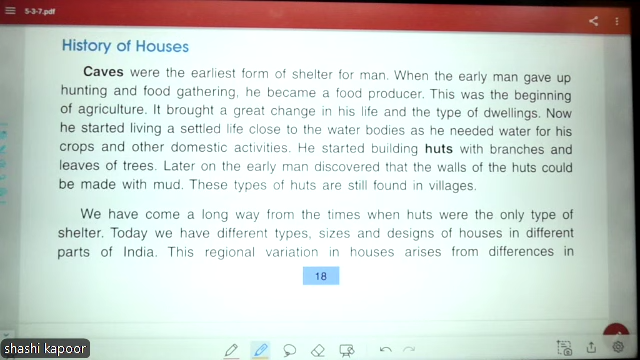 5-3-7.pdf
History of Houses
Caves were the earliest form of shelter for man. When the early man gave up
hunting and food gathering, he became a food producer. This was the beginning
of agriculture. It brought a great change in his life and the type of dwellings. Now
he started living a settled life close to the water bodies as he needed water for his
crops and other domestic activities. He started building huts with branches and
leaves of trees. Later on the early man discovered that the walls of the huts could
be made with mud. These types of huts are still found in villages.
We have come a long way from the times when huts were the only type of
shelter. Today we have different types, sizes and designs of houses in different
parts of India. This regional variation in houses arises from differences in
18
shashi kapoor